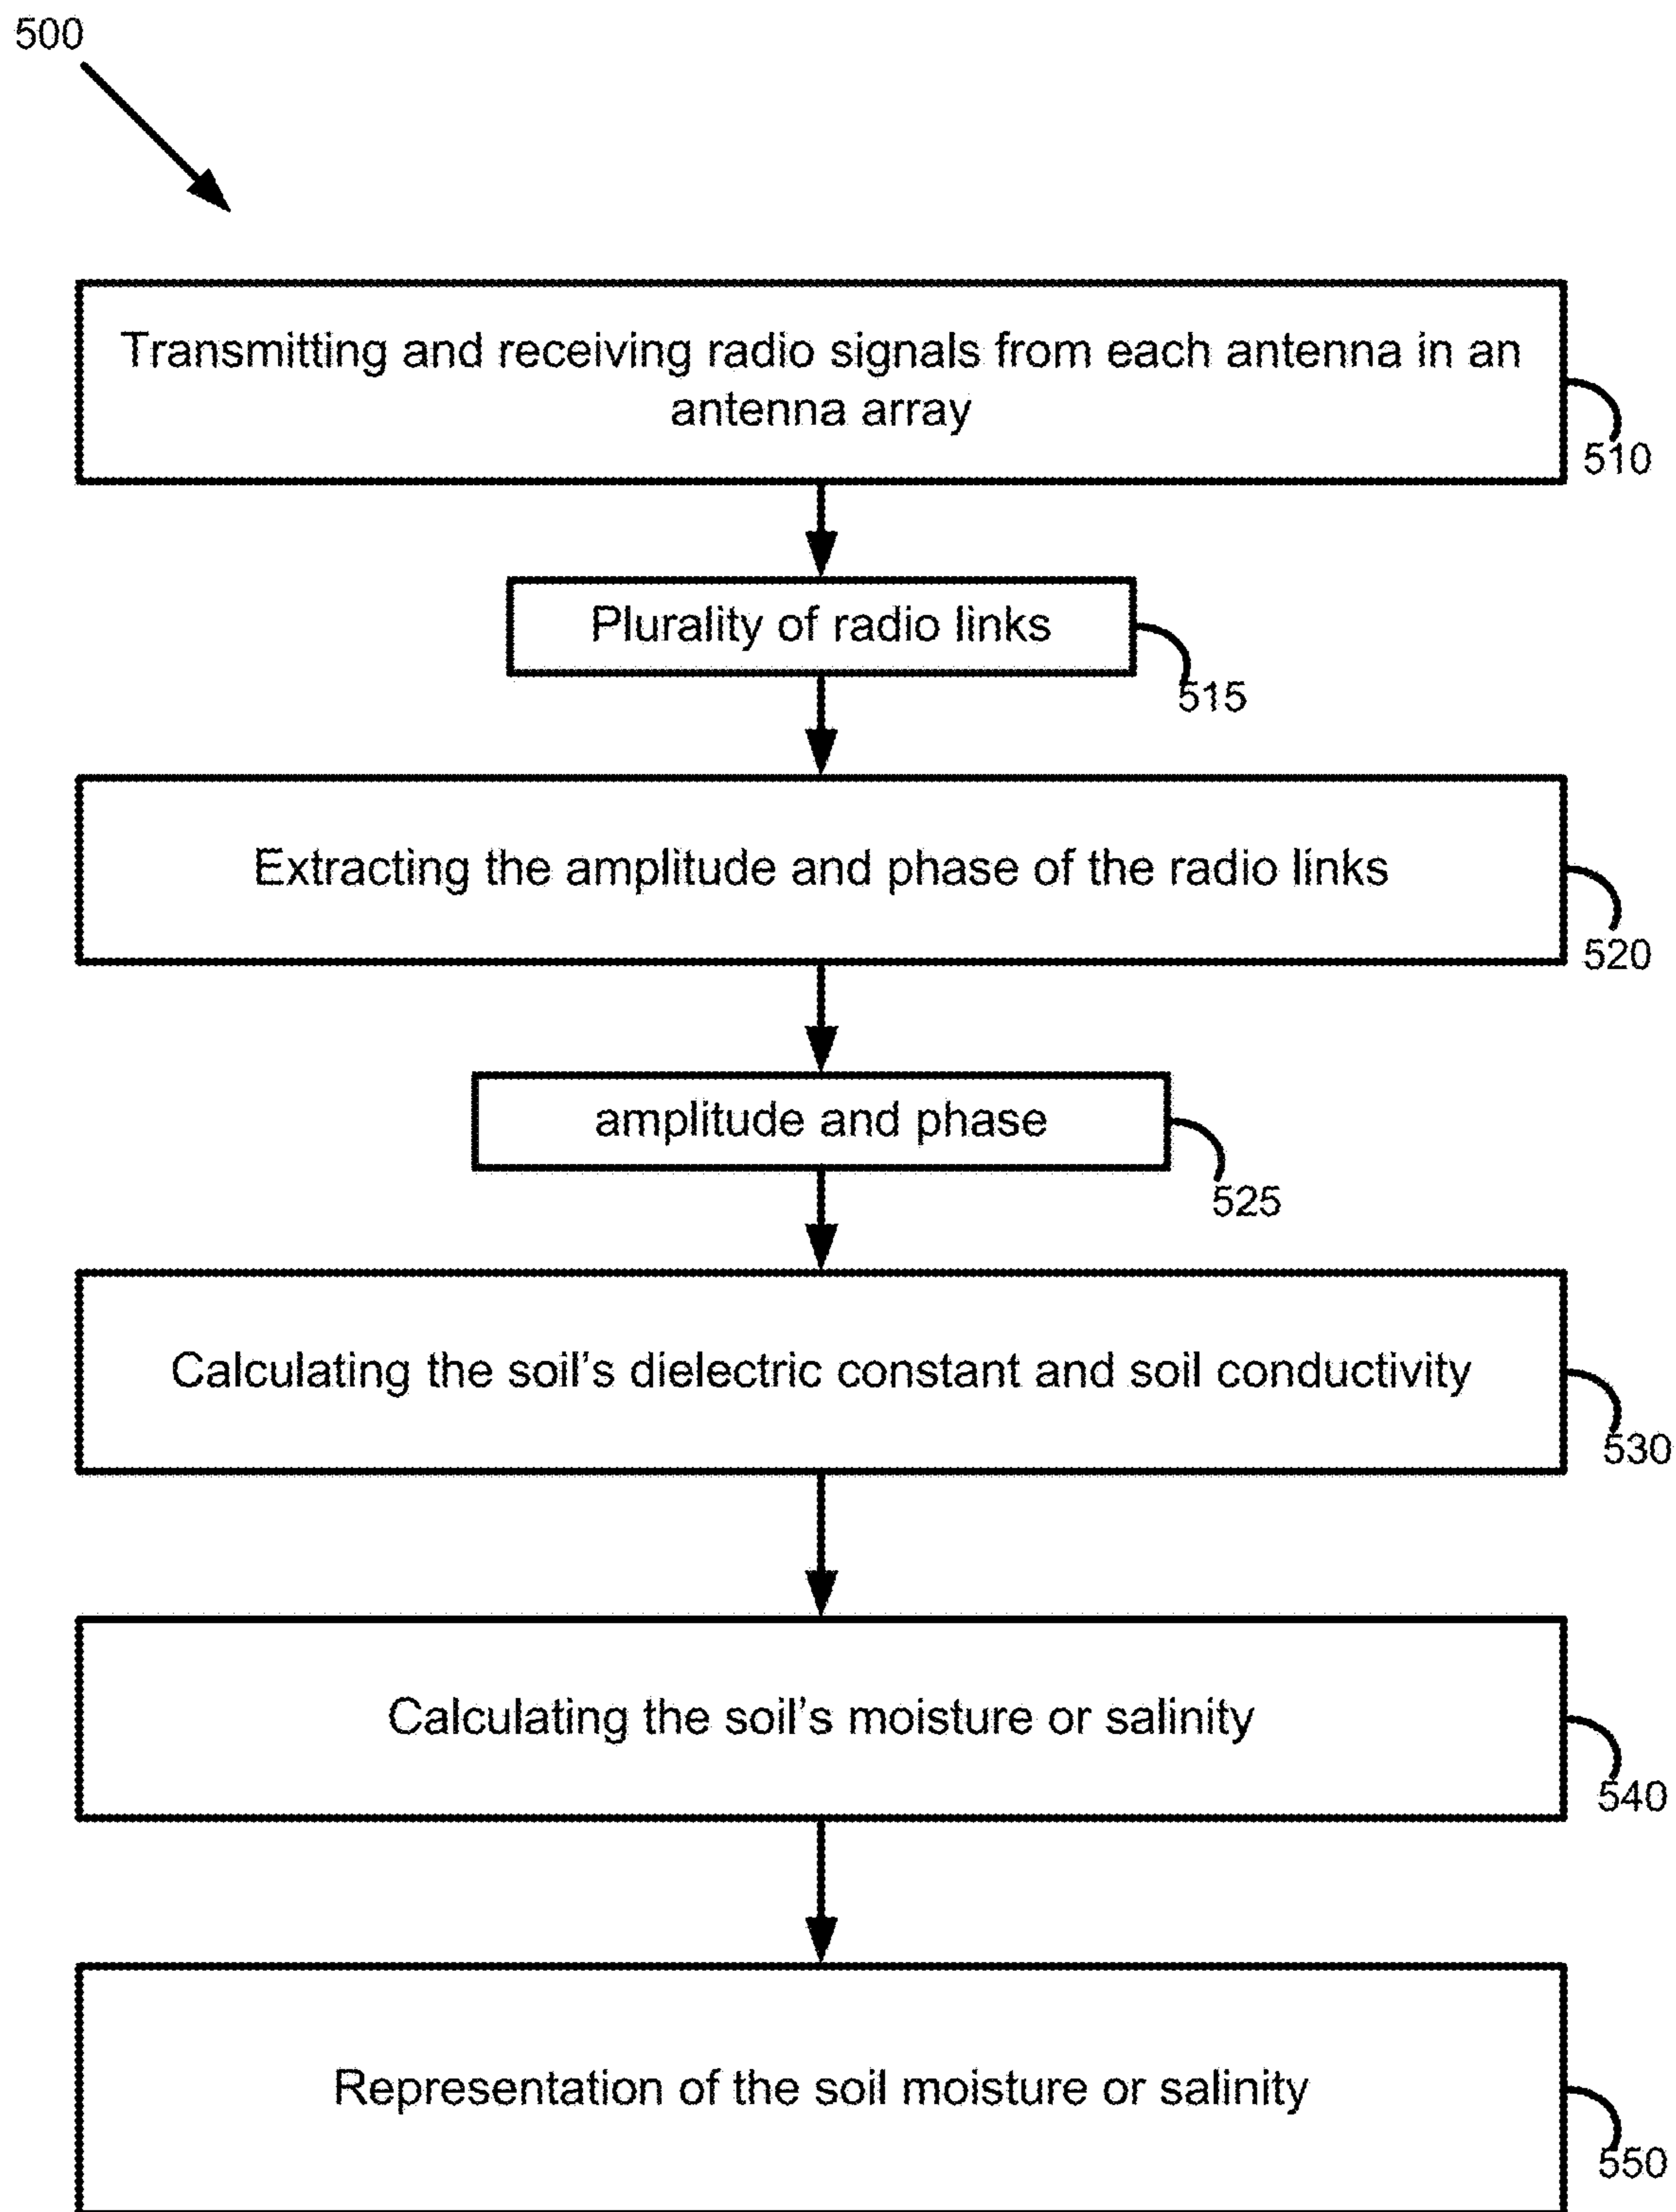 500
Transmitting and receiving radio signals from each antenna in an
antenna array
510
Plurality of radio links
515
Extracting the amplitude and phase of the radio links
520
amplitude and phase
525
Calculating the soil's dielectric constant and soil conductivity
530
Calculating the soil's moisture or salinity
540
Representation of the soil moisture or salinity
550